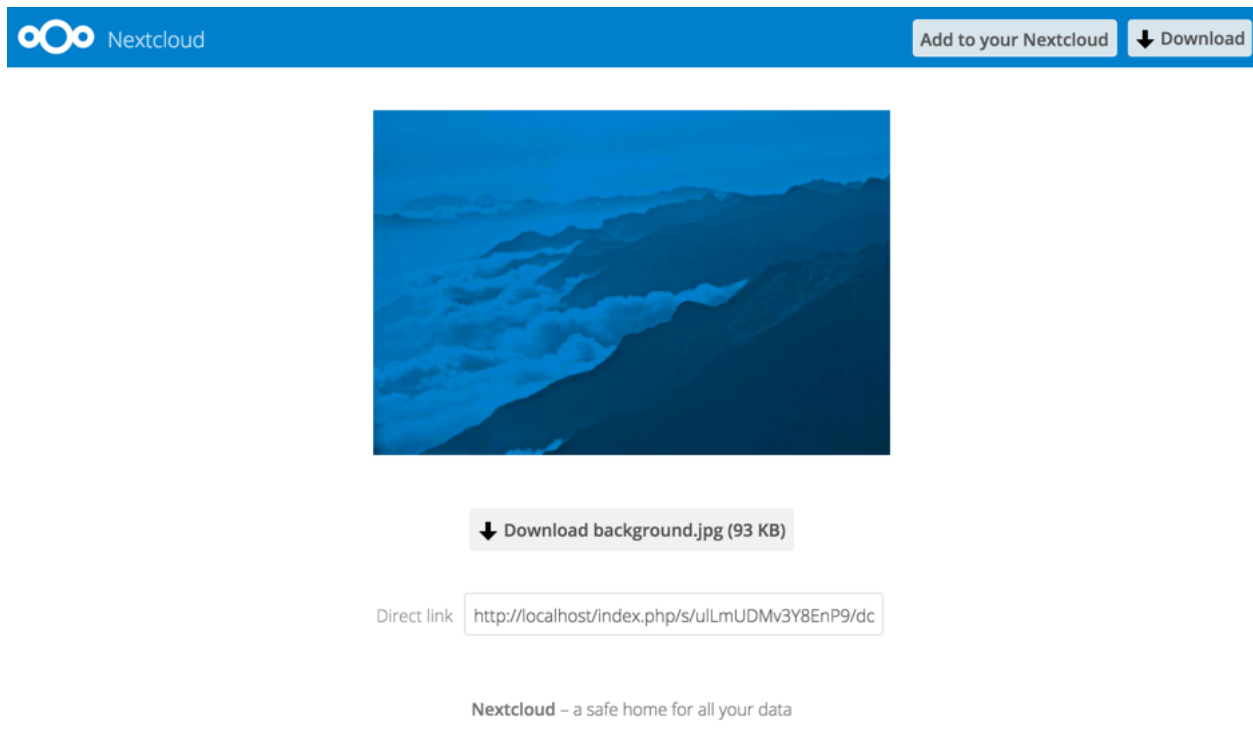 Nextcloud
Add to your Nextcloud
Download
Download background.jpg (93 KB)
Direct link http://localhost/index.php/s/ulLmUDMv3Y8EnP9/dc
Nextcloud – a safe home for all your data